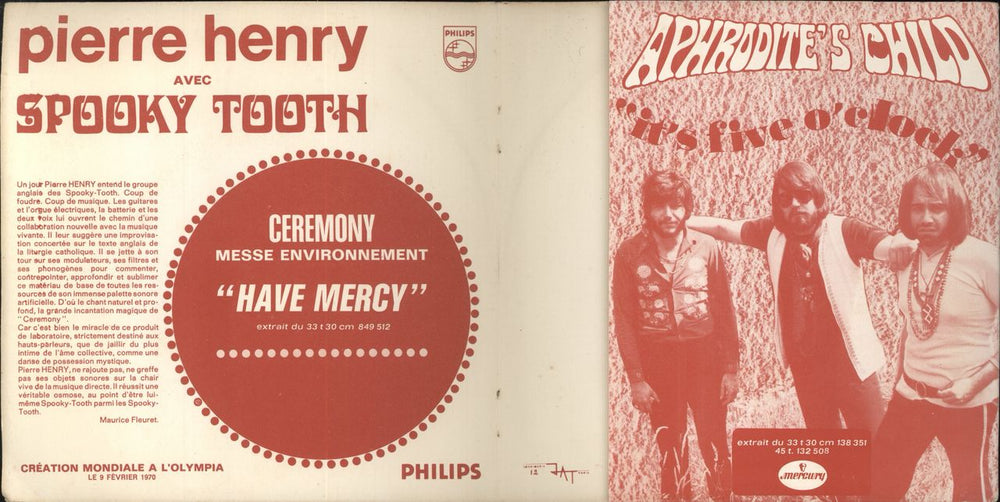 pierre henry
AVEC
SPOOKY TOOTH
PHILIPS
Un jour Pierre HENRY entend le groupe
anglais des Spooky-Tooth. Coup de
foudre. Coup de musique. Les guitares
et l'orgue électriques, la batterie et les
deux voix lui ouvrent le chemin d'une
collaboration nouvelle avec la musique
vivante. Il leur suggère une improvisa-
tion concertée sur le texte anglais de
la liturgie catholique. Il se jette à son
tour sur ses modulateurs, ses filtres et
ses phonogènes pour commenter,
contrepointer, approfondir et sublimer
ce matériau de base de toutes les res-
sources de son immense palette sonore
artificielle. D'où le chant naturel et pro-
fond, la grande incantation magique de
"Ceremony".
Car c'est bien le miracle de ce produit
de laboratoire, strictement destiné aux
hauts-parleurs, que de jaillir du plus
intime de l'âme collective, comme une
danse de possession mystique.
Pierre HENRY, ne rajoute pas, ne greffe
pas ses objets sonores sur la chair
vive de la musique directe. Il réussit une
véritable osmose, au point d'être lui-
même Spooky-Tooth parmi les Spooky-
Tooth.
Maurice Fleuret.
CEREMONY
MESSE ENVIRONNEMENT
"HAVE MERCY"
extrait du 33 t 30 cm 849 512
CRÉATION MONDIALE A L'OLYMPIA
LE 9 FÉVRIER 1970
PHILIPS
12 JAT
APHRODITE'S CHILD
"it's five o'clock"
extrait du 33 t 30 cm 138 351
45 t. 132 508
mercury